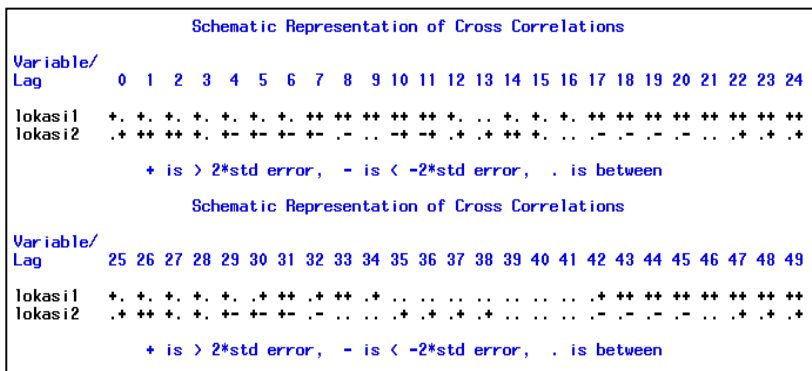 Schematic Representation of Cross Correlations
Variable/
Lag 0 1 2 3 4 5 6 7 8 9 10 11 12 13 14 15 16 17 18 19 20 21 22 23 24
lokasi1 +. +. +. +. +. +. +. ++ ++ ++ ++ ++ +. .. +. +. +. ++ ++ ++ ++ ++ ++ ++ ++
lokasi2 .+ ++ ++ +. +- +- +- +- .- .. -+ -+ .+ .+ ++ +. .. .- .- .- .- .. .+ .+ .+
+ is > 2*std error, - is < -2*std error, . is between
Schematic Representation of Cross Correlations
Variable/
Lag 25 26 27 28 29 30 31 32 33 34 35 36 37 38 39 40 41 42 43 44 45 46 47 48 49
lokasi1 +. +. +. +. +. .+ ++ .+ ++ .+ .. .. .. .. .. .. .. .+ ++ ++ ++ ++ ++ ++ ++
lokasi2 .+ ++ +. +. +- +- +- .- .. .. .+ .+ .+ .+ .. .. .. .- .- .- .- .. .+ .+ .+
+ is > 2*std error, - is < -2*std error, . is between